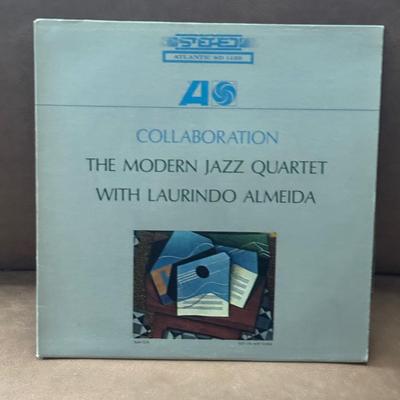 STEREO
ATLANTIC SD 1429
A
COLLABORATION
THE MODERN JAZZ QUARTET
WITH LAURINDO ALMEIDA